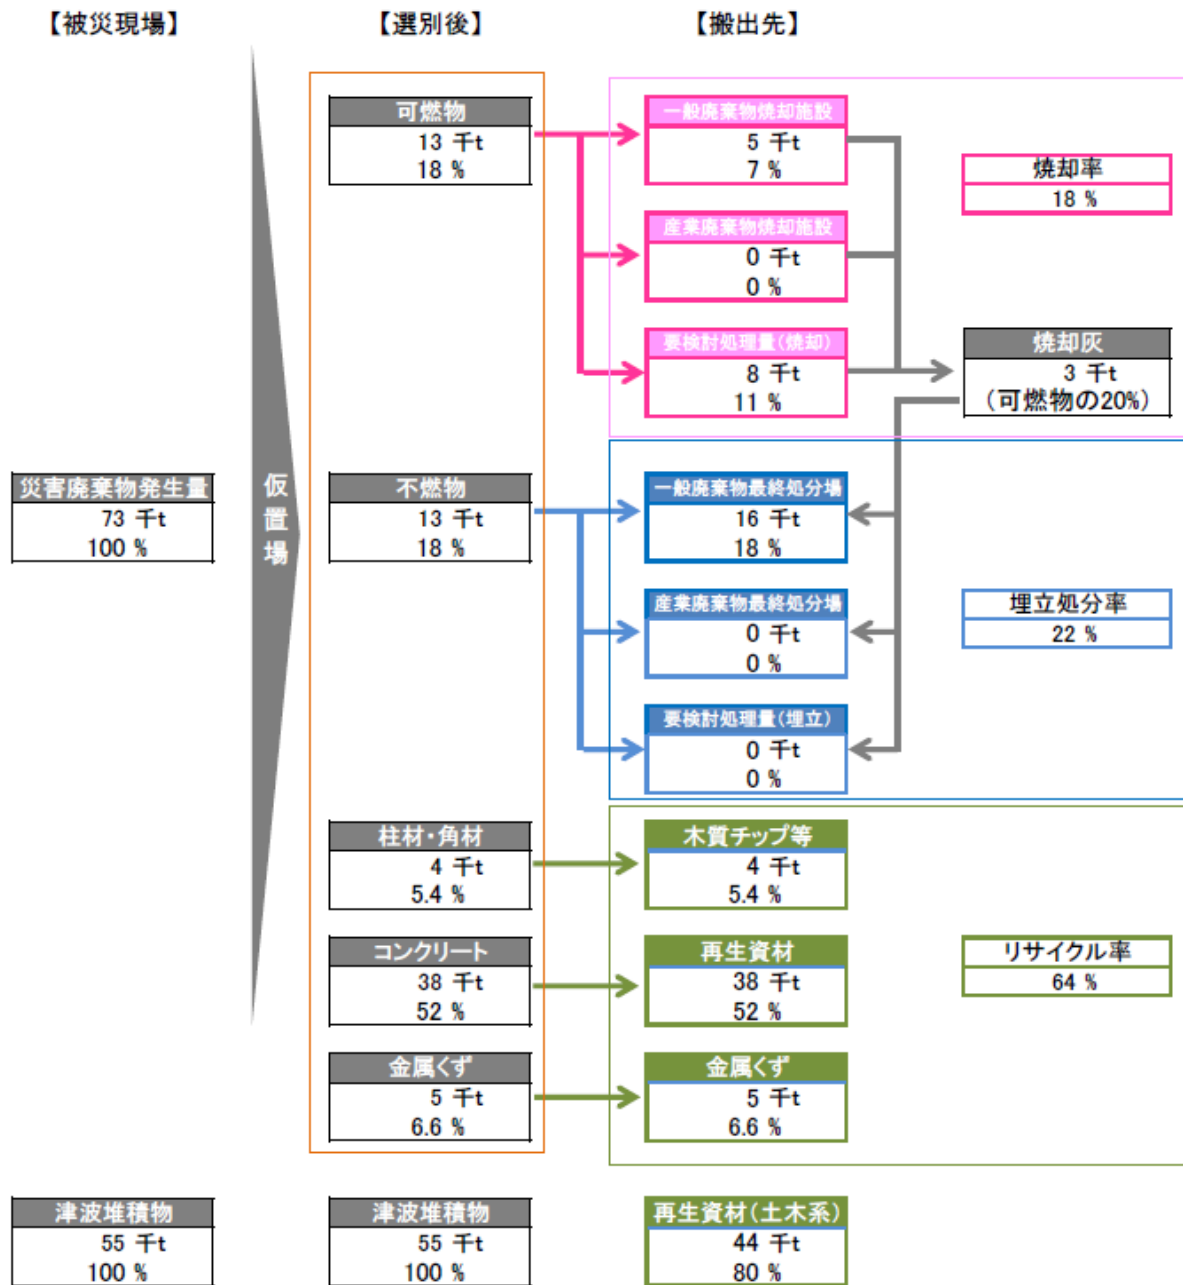 【被災現場】
【選別後】
【搬出先】
可燃物
13 千t
18 %
一般廃棄物焼却施設
5 千t
7 %
焼却率
18 %
産業廃棄物焼却施設
0 千t
0 %
要検討処理量(焼却)
8 千t
11 %
焼却灰
3 千t
(可燃物の20%)
災害廃棄物発生量
73 千t
100 %
仮置場
不燃物
13 千t
18 %
一般廃棄物最終処分場
16 千t
18 %
産業廃棄物最終処分場
0 千t
0 %
埋立処分率
22 %
要検討処理量(埋立)
0 千t
0 %
柱材・角材
4 千t
5.4 %
木質チップ等
4 千t
5.4 %
コンクリート
38 千t
52 %
再生資材
38 千t
52 %
リサイクル率
64 %
金属くず
5 千t
6.6 %
金属くず
5 千t
6.6 %
津波堆積物
55 千t
100 %
津波堆積物
55 千t
100 %
再生資材(土木系)
44 千t
80 %